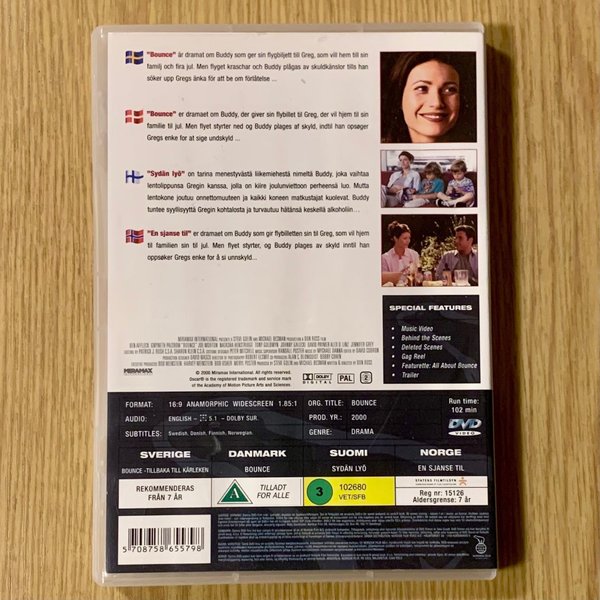 "Bounce" är dramat om Buddy som ger sin flygbiljett till Greg, som vill hem till sin
familj och fira jul. Men flyget kraschar och Buddy plågas av skuldkänslor tills han
söker upp Gregs änka för att be om förlåtelse ...
"Bounce" er dramaet om Buddy, der giver sin flybillet til Greg, der vil hjem til sin
familie til jul. Men flyet styrter ned og Buddy plages af skyld, indtil han opsøger
Gregs enke for at sige undskyld ...
"Sydän lyö" on tarina menestyvästä liikemiehestä nimeltä Buddy, joka vaihtaa
lentolippunsa Gregin kanssa, jolla on kiire joulunviettoon perheensä luo. Mutta
lentokone joutuu onnettomuuteen ja kaikki koneen matkustajat kuolevat. Buddy
tuntee syyllisyyttä Gregin kohtalosta ja turvautuu hätänsä keskellä alkoholiin...
"En sjanse til" er dramaet om Buddy som gir flybilletten sin til Greg, som vil hjem
til familien sin til jul. Men flyet styrter, og Buddy plages av skyld inntil han
oppsøker Gregs enke for å si unnskyld...
SPECIAL FEATURES
• Music Video
• Behind the Scenes
• Deleted Scenes
• Gag Reel
• Featurette: All About Bounce
• Trailer
MIRAMAX
© 2000 Miramax International. All rights reserved.
Oscar® is the registered trademark and service mark
of the Academy of Motion Picture Arts and Sciences.
DOLBY
DIGITAL
PAL
2
FORMAT: 16:9 ANAMORPHIC WIDESCREEN 1.85:1
AUDIO: ENGLISH - 5.1 - DOLBY SUR.
SUBTITLES: Swedish, Danish, Finnish, Norwegian.
ORG. TITLE: BOUNCE
PROD. YR.: 2000
GENRE: DRAMA
Run time:
102 min
DVD
VIDEO
SVERIGE
BOUNCE -TILLBAKA TILL KÄRLEKEN
DANMARK
BOUNCE
SUOMI
SYDÄN LYÖ
NORGE
EN SJANSE TIL
REKOMMENDERAS
FRÅN 7 ÅR
A
TILLADT
FOR ALLE
3
102680
VET/SFB
STATENS FILMTILSYN
Reg nr: 15126
Aldersgrense: 7 år
5 708758 655798